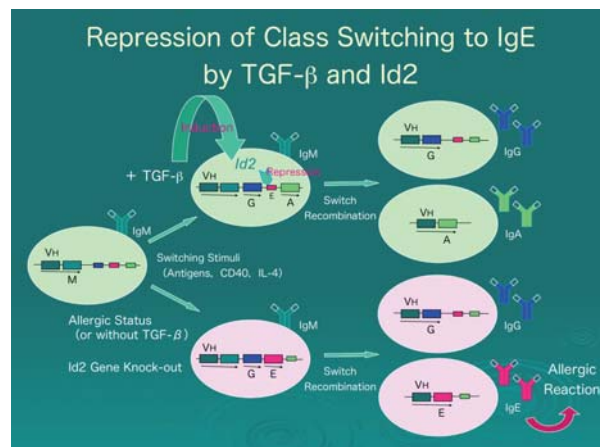 Repression of Class Switching to IgE
by TGF-β and Id2
Induction
+ TGF-β
Id2
Repression
VH
G
E
A
IgM
Switch
Recombination
VH
G
IgG
VH
A
IgA
VH
M
IgM
Switching Stimuli
(Antigens, CD40, IL-4)
Allergic Status
(or without TGF-β)
Id2 Gene Knock-out
VH
G
E
IgM
Switch
Recombination
VH
G
IgG
VH
E
IgE
Allergic
Reaction